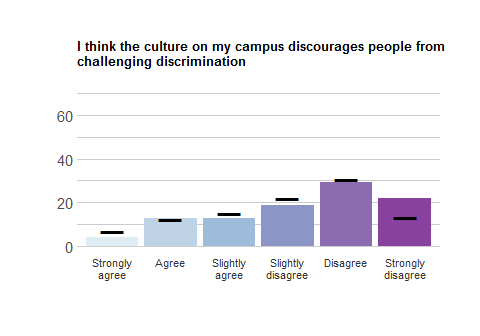 I think the culture on my campus discourages people from
challenging discrimination
60
40
20
0
Strongly
agree
Agree
Slightly
agree
Slightly
disagree
Disagree
Strongly
disagree